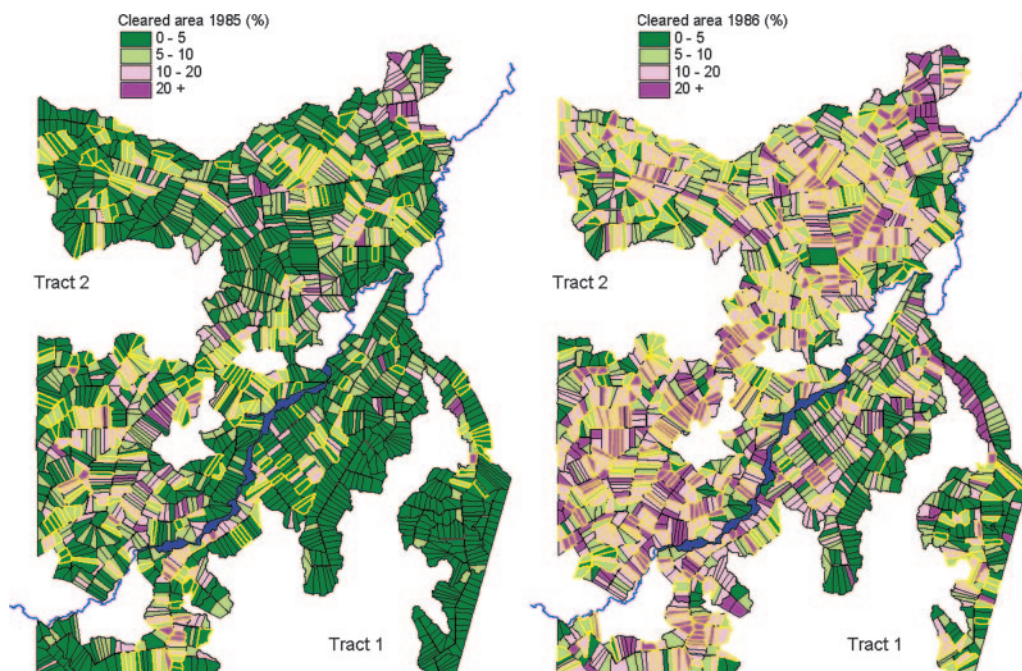 Cleared area 1985 (%)
0 - 5
5 - 10
10 - 20
20 +
Tract 2
Tract 1
Cleared area 1986 (%)
0 - 5
5 - 10
10 - 20
20 +
Tract 2
Tract 1